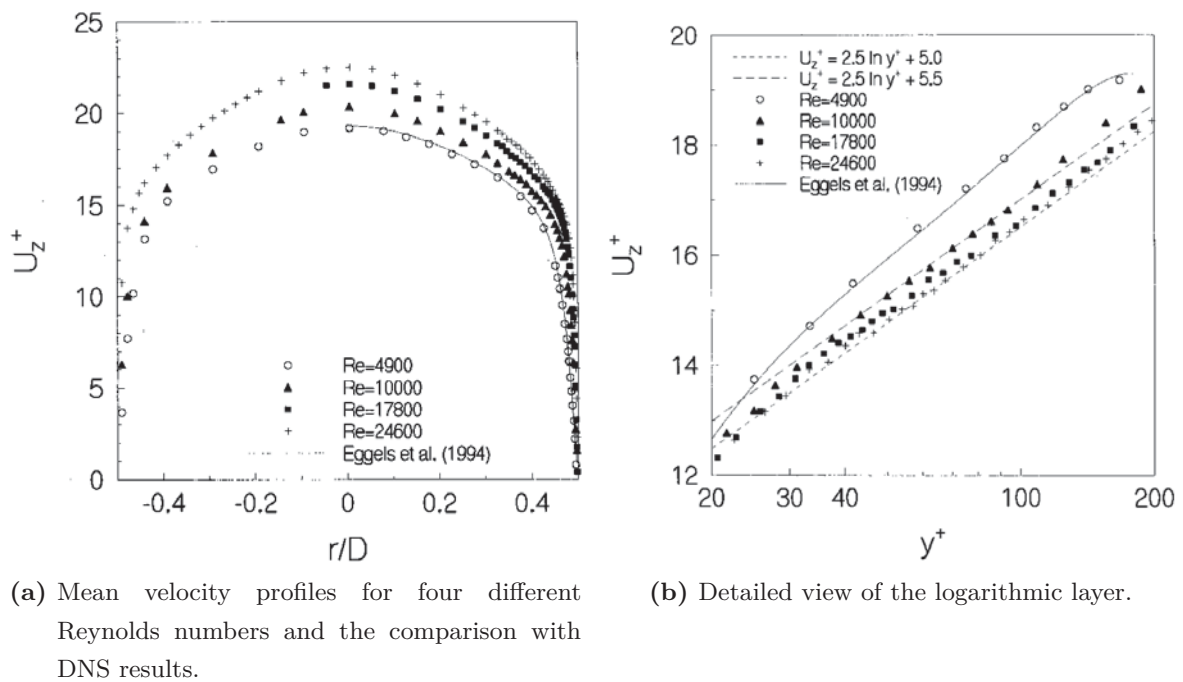 25
20
15
10
5
0
U_z^+
Re=4900
Re=10000
Re=17800
Re=24600
Eggels et al. (1994)
-0.4 -0.2 0 0.2 0.4
r/D
20
18
16
14
12
U_z^+
U_z^+ = 2.5 ln y^+ + 5.0
U_z^+ = 2.5 ln y^+ + 5.5
Re=4900
Re=10000
Re=17800
Re=24600
Eggels et al. (1994)
20 30 40 100 200
y^+
(a) Mean velocity profiles for four different
Reynolds numbers and the comparison with
DNS results.
(b) Detailed view of the logarithmic layer.